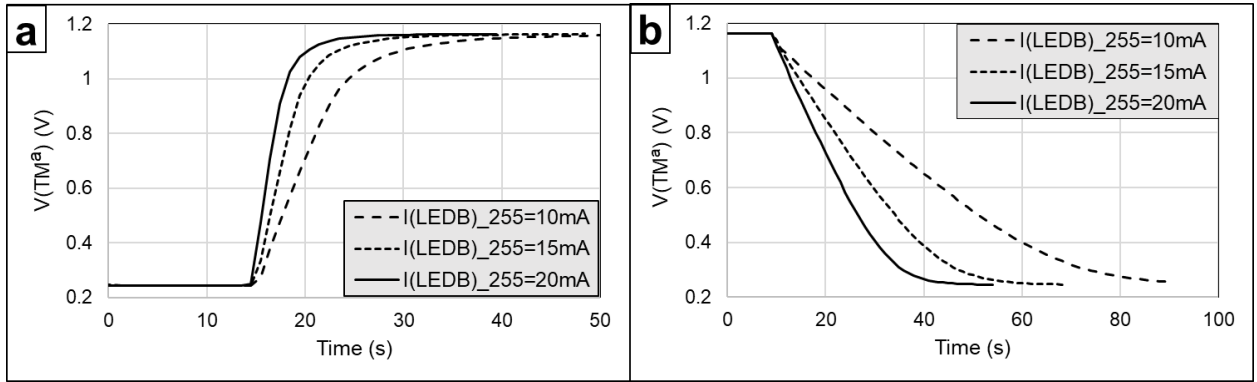 a
1.2
1
0.8
0.6
0.4
0.2
V(TMᵃ) (V)
0 10 20 30 40 50
Time (s)
I(LEDB)_255=10mA
I(LEDB)_255=15mA
I(LEDB)_255=20mA
b
1.2
1
0.8
0.6
0.4
0.2
V(TMᵃ) (V)
0 20 40 60 80 100
Time (s)
I(LEDB)_255=10mA
I(LEDB)_255=15mA
I(LEDB)_255=20mA